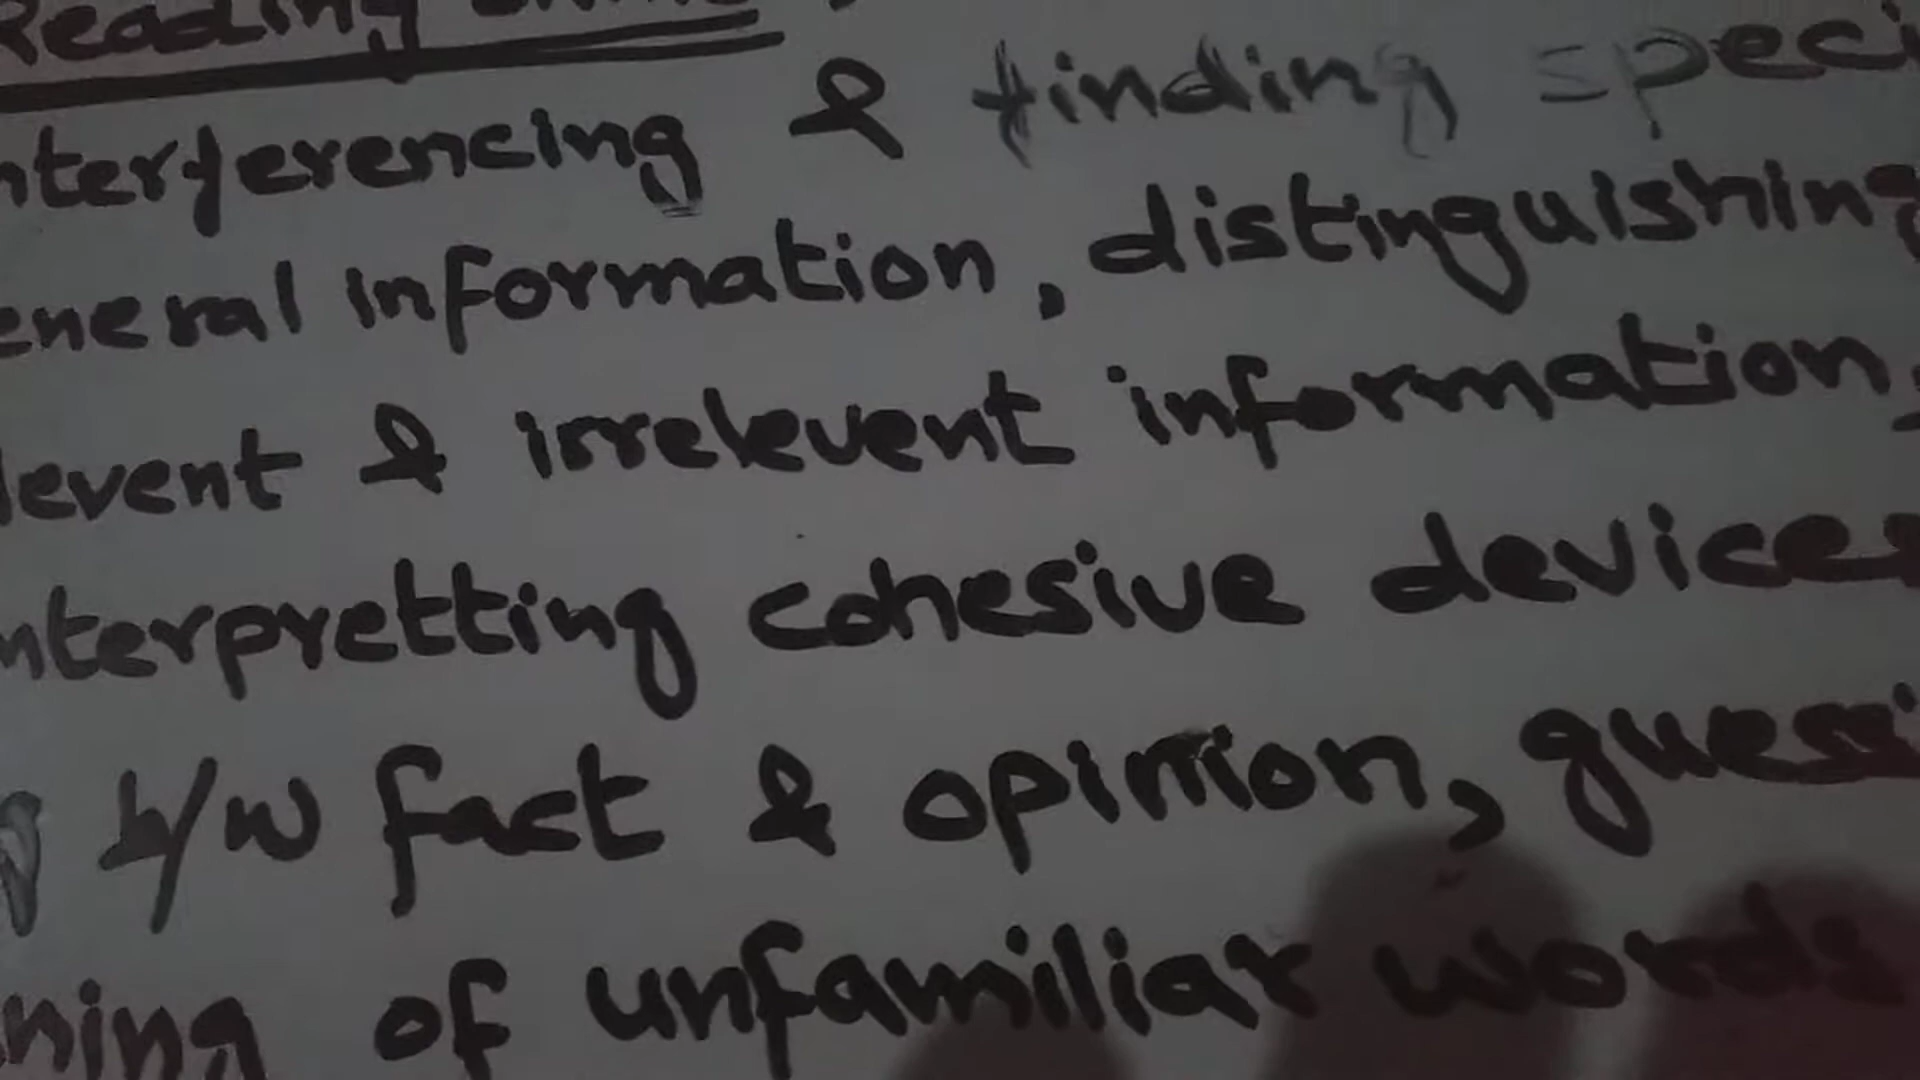 Reading
nterferencing & finding speci
eneral information, distinguishing
levent & irrelevent information,
nterpretting cohesive devices
g b/w fact & opinion, guessi
ning of unfamiliar words